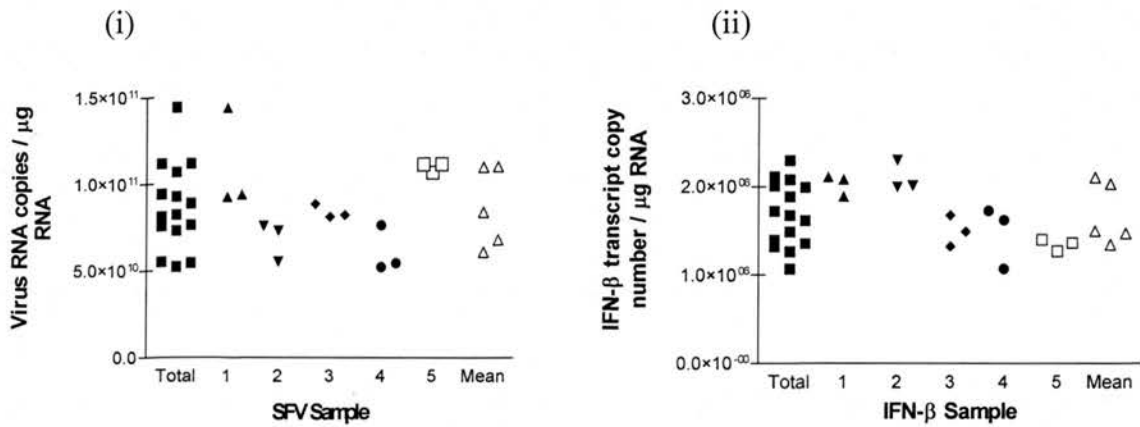 (i)
Virus RNA copies / µg
RNA
1.5×10¹¹
1.0×10¹¹
5.0×10¹⁰
0.0
Total 1 2 3 4 5 Mean
SFV Sample
(ii)
IFN-β transcript copy
number / µg RNA
3.0×10⁰⁶
2.0×10⁰⁶
1.0×10⁰⁶
0.0×10⁻⁰⁰
Total 1 2 3 4 5 Mean
IFN-β Sample